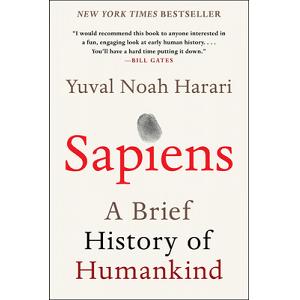 NEW YORK TIMES BESTSELLER
"I would recommend this book to anyone interested in
a fun, engaging look at early human history. . . .
You'll have a hard time putting it down."
—BILL GATES
Yuval Noah Harari
Sapiens
A Brief
History of
Humankind